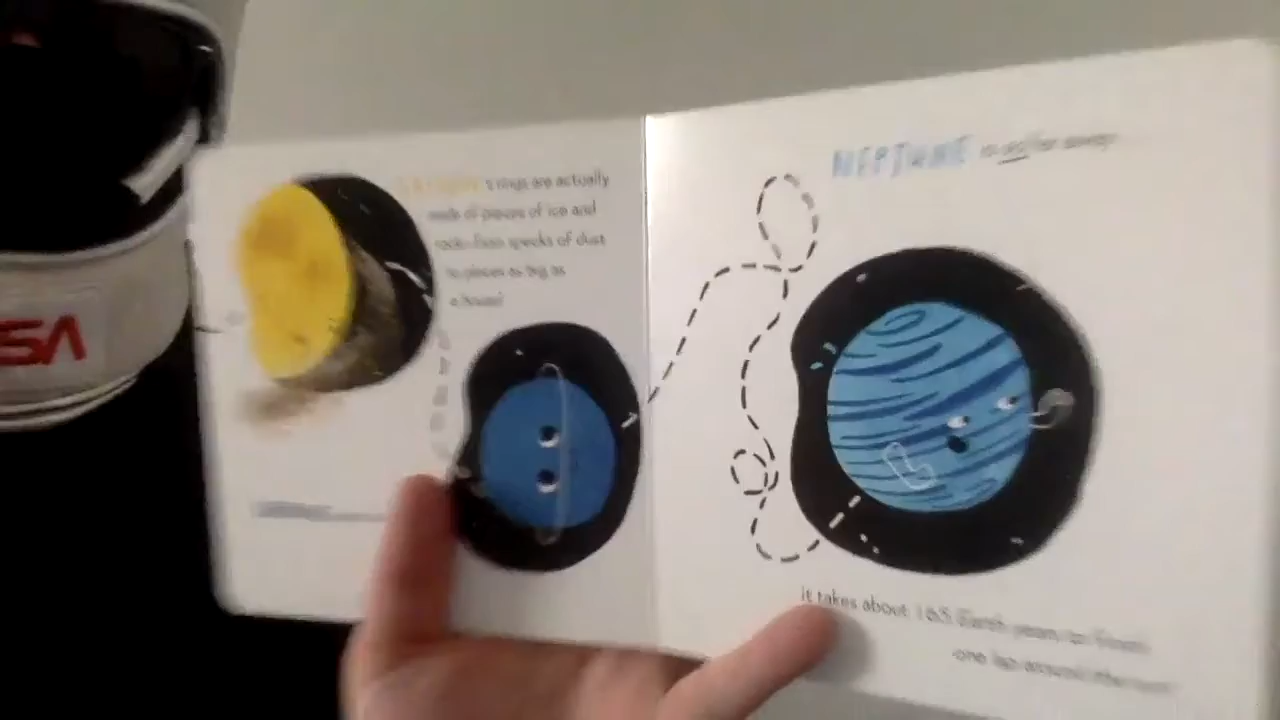 SA
SATURN's rings are actually
made of pieces of ice and
rock—from specks of dust
to pieces as big as
a house!
NEPTUNE is so far away
it takes about 165 Earth years to finish
one lap around the sun